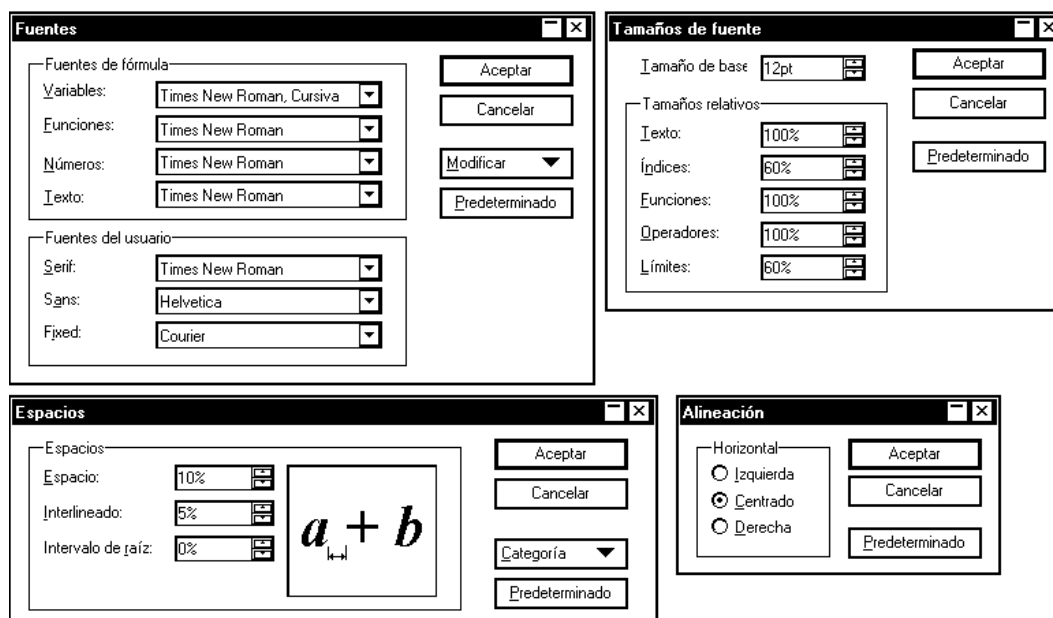 Fuentes
Fuentes de fórmula
Variables: Times New Roman, Cursiva
Funciones: Times New Roman
Números: Times New Roman
Texto: Times New Roman
Fuentes del usuario
Serif: Times New Roman
Sans: Helvetica
Fixed: Courier
Aceptar
Cancelar
Modificar
Predeterminado
Tamaños de fuente
Tamaño de base 12pt
Tamaños relativos
Texto: 100%
Índices: 60%
Funciones: 100%
Operadores: 100%
Límites: 60%
Aceptar
Cancelar
Predeterminado
Espacios
Espacios
Espacio: 10%
Interlineado: 5%
Intervalo de raíz: 0%
a + b
Aceptar
Cancelar
Categoría
Predeterminado
Alineación
Horizontal
Izquierda
Centrado
Derecha
Aceptar
Cancelar
Predeterminado